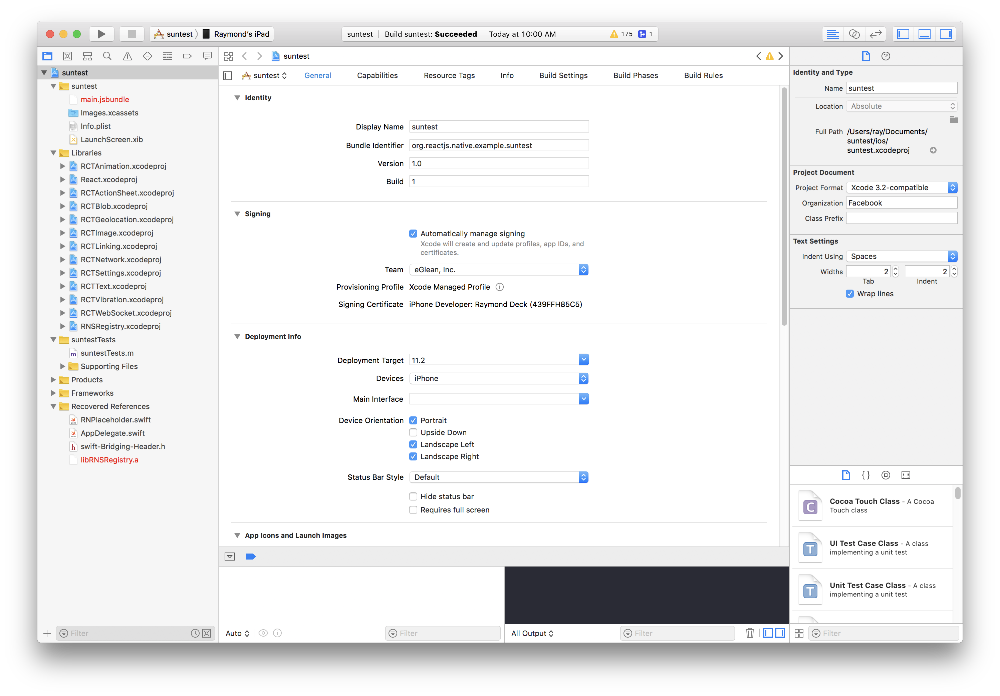 suntest
Raymond's iPad
suntest | Build suntest: Succeeded | Today at 10:00 AM
175
1
suntest
suntest
suntest
main.jsbundle
Images.xcassets
Info.plist
LaunchScreen.xib
Libraries
RCTAnimation.xcodeproj
React.xcodeproj
RCTActionSheet.xcodeproj
RCTBlob.xcodeproj
RCTGeolocation.xcodeproj
RCTImage.xcodeproj
RCTLinking.xcodeproj
RCTNetwork.xcodeproj
RCTSettings.xcodeproj
RCTText.xcodeproj
RCTVibration.xcodeproj
RCTWebSocket.xcodeproj
RNSRegistry.xcodeproj
suntestTests
m suntestTests.m
Supporting Files
Products
Frameworks
Recovered References
RNPlaceholder.swift
AppDelegate.swift
h swift-Bridging-Header.h
libRNSRegistry.a
Filter
suntest General Capabilities Resource Tags Info Build Settings Build Phases Build Rules
Identity
Display Name suntest
Bundle Identifier org.reactjs.native.example.suntest
Version 1.0
Build 1
Signing
Automatically manage signing
Xcode will create and update profiles, app IDs, and
certificates.
Team eGlean, Inc.
Provisioning Profile Xcode Managed Profile
Signing Certificate iPhone Developer: Raymond Deck (439FFH85C5)
Deployment Info
Deployment Target 11.2
Devices iPhone
Main Interface
Device Orientation Portrait
Upside Down
Landscape Left
Landscape Right
Status Bar Style Default
Hide status bar
Requires full screen
App Icons and Launch Images
Auto
Filter
All Output
Filter
Identity and Type
Name suntest
Location Absolute
Full Path /Users/ray/Documents/
suntest/ios/
suntest.xcodeproj
Project Document
Project Format Xcode 3.2-compatible
Organization Facebook
Class Prefix
Text Settings
Indent Using Spaces
Widths 2 2
Tab Indent
Wrap lines
{}
C
Cocoa Touch Class - A Cocoa
Touch class
T
UI Test Case Class - A class
implementing a unit test
T
Unit Test Case Class - A class
implementing a unit test
Filter